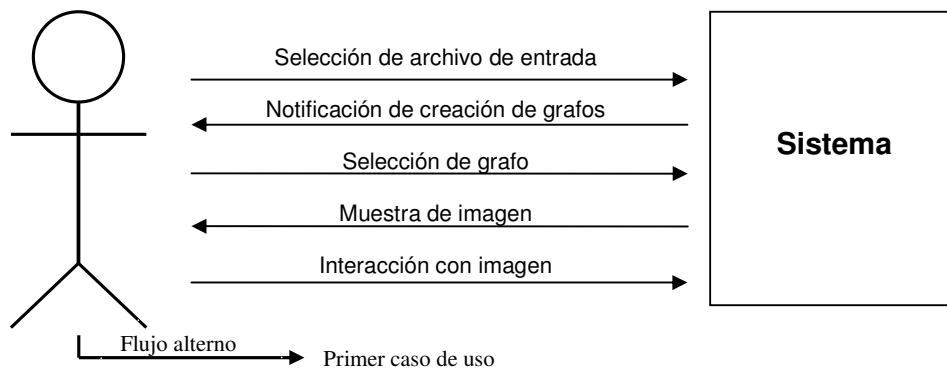 Selección de archivo de entrada
Notificación de creación de grafos
Selección de grafo
Muestra de imagen
Interacción con imagen
Sistema
Flujo alterno
Primer caso de uso